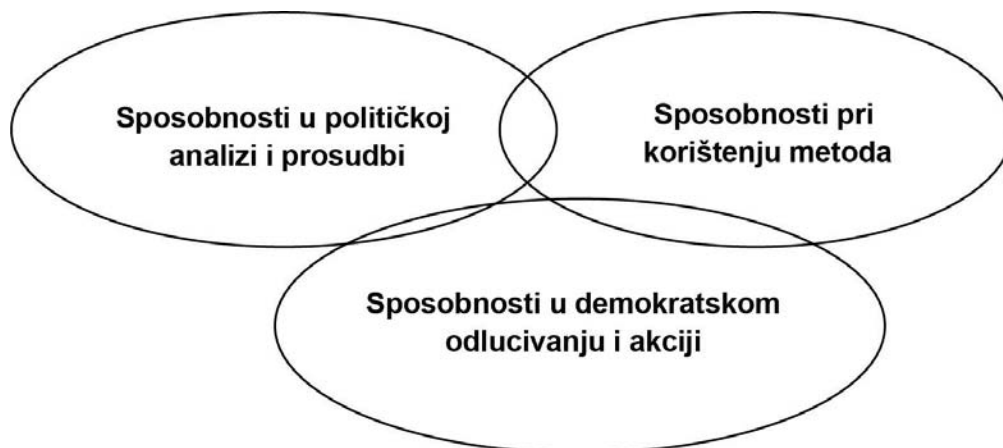 Sposobnosti u političkoj
analizi i prosudbi
Sposobnosti pri
korištenju metoda
Sposobnosti u demokratskom
odlucivanju i akciji